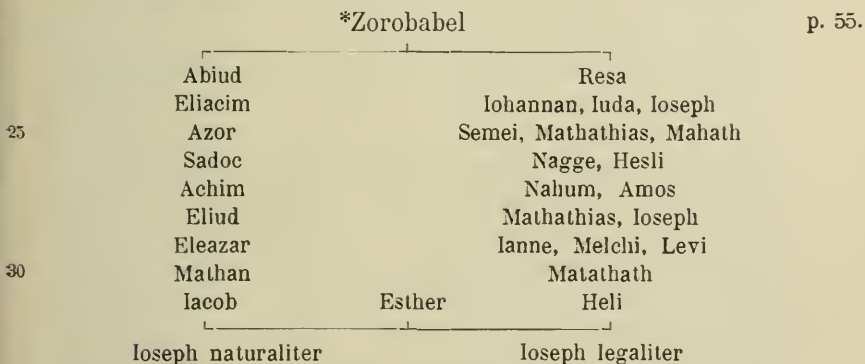 *Zorobabel p. 55.
Abiud Resa
Eliacim Iohannan, Iuda, Ioseph
25 Azor Semei, Mathathias, Mahath
Sadoc Nagge, Hesli
Achim Nahum, Amos
Eliud Mathathias, Ioseph
Eleazar Ianne, Melchi, Levi
30 Mathan Matathath
Iacob Esther Heli
Ioseph naturaliter Ioseph legaliter